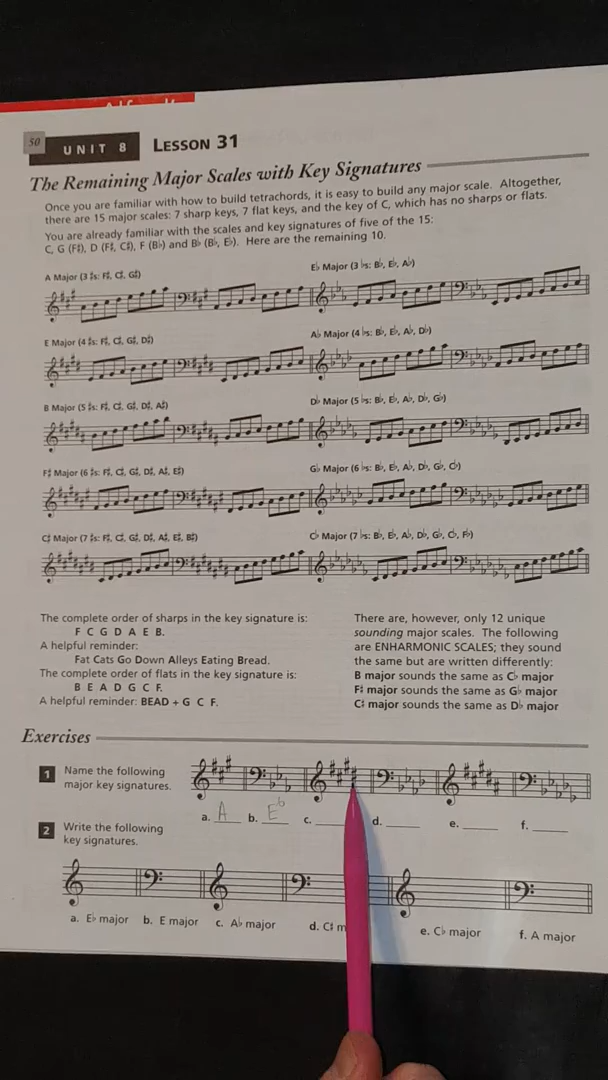 50
UNIT 8 LESSON 31
The Remaining Major Scales with Key Signatures
Once you are familiar with how to build tetrachords, it is easy to build any major scale. Altogether,
there are 15 major scales: 7 sharp keys, 7 flat keys, and the key of C, which has no sharps or flats.
You are already familiar with the scales and key signatures of five of the 15:
C, G (F♯), D (F♯, C♯), F (B♭) and B♭ (B♭, E♭). Here are the remaining 10.
A Major (3 ♯s: F♯, C♯, G♯)
E♭ Major (3 ♭s: B♭, E♭, A♭)
E Major (4 ♯s: F♯, C♯, G♯, D♯)
A♭ Major (4 ♭s: B♭, E♭, A♭, D♭)
B Major (5 ♯s: F♯, C♯, G♯, D♯, A♯)
D♭ Major (5 ♭s: B♭, E♭, A♭, D♭, G♭)
F♯ Major (6 ♯s: F♯, C♯, G♯, D♯, A♯, E♯)
G♭ Major (6 ♭s: B♭, E♭, A♭, D♭, G♭, C♭)
C♯ Major (7 ♯s: F♯, C♯, G♯, D♯, A♯, E♯, B♯)
C♭ Major (7 ♭s: B♭, E♭, A♭, D♭, G♭, C♭, F♭)
The complete order of sharps in the key signature is:
F C G D A E B.
A helpful reminder:
Fat Cats Go Down Alleys Eating Bread.
The complete order of flats in the key signature is:
B E A D G C F.
A helpful reminder: BEAD + G C F.
There are, however, only 12 unique
sounding major scales. The following
are ENHARMONIC SCALES; they sound
the same but are written differently:
B major sounds the same as C♭ major
F♯ major sounds the same as G♭ major
C♯ major sounds the same as D♭ major
Exercises
1 Name the following
major key signatures.
a. A b. E♭ c. d. e. f.
2 Write the following
key signatures.
a. E♭ major b. E major c. A♭ major d. C♯ m e. C♭ major f. A major